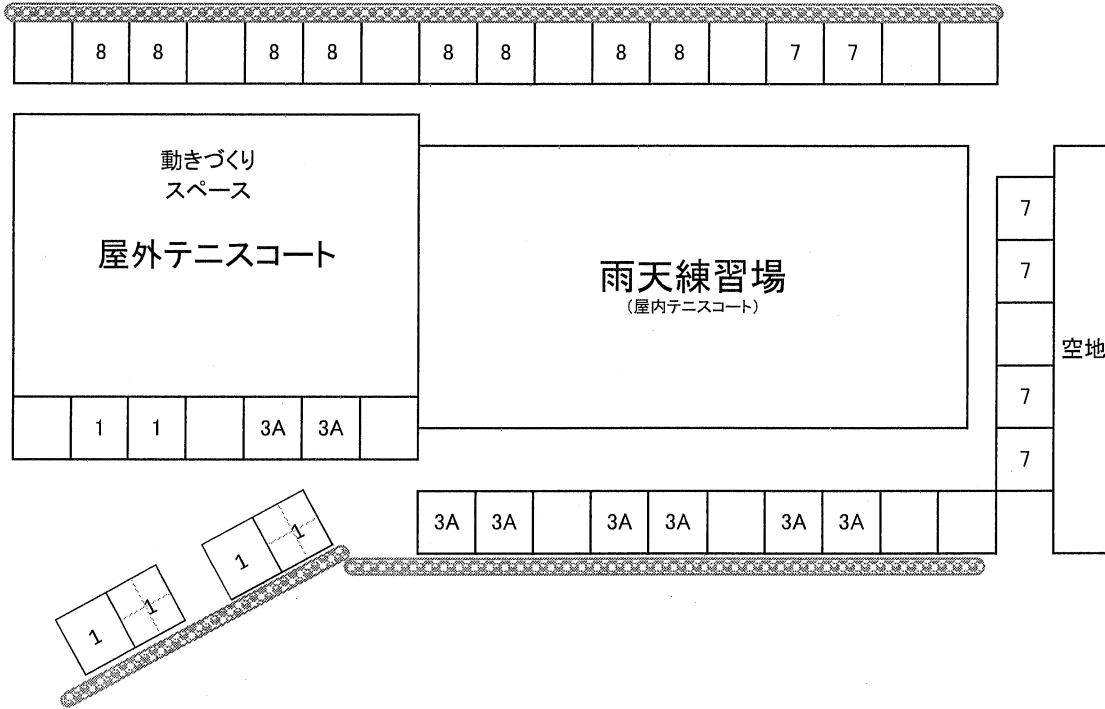 8 8 8 8 8 8 8 8 7 7
動きづくり
スペース
屋外テニスコート
雨天練習場
（屋内テニスコート）
7
7
空地
7
7
1 1 3A 3A
3A 3A 3A 3A 3A 3A
1 1
1 1